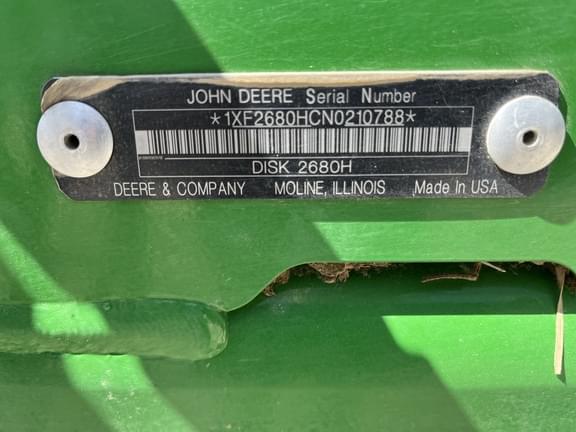 JOHN DEERE Serial Number
*1XF2680HCN0210788*
DISK 2680H
DEERE & COMPANY MOLINE, ILLINOIS Made In USA